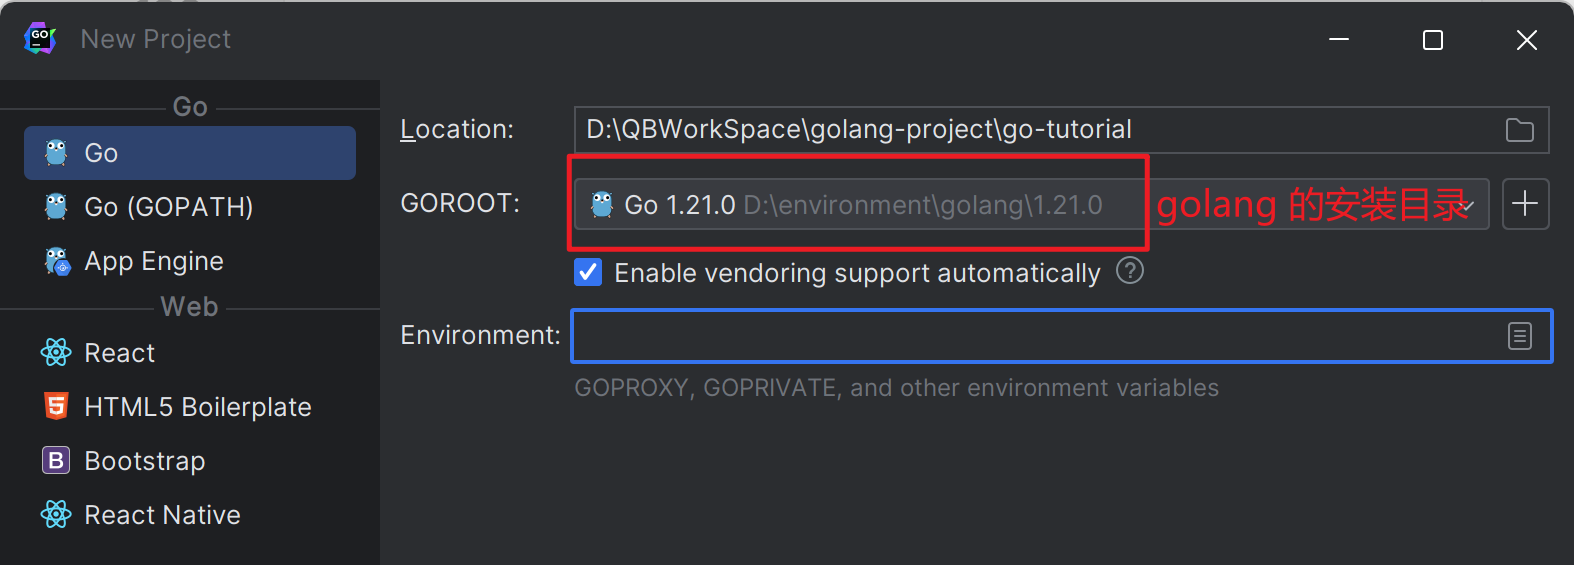 GO
New Project
Go
Go
Go (GOPATH)
App Engine
Web
React
HTML5 Boilerplate
Bootstrap
React Native
Location: D:\QBWorkSpace\golang-project\go-tutorial
GOROOT: Go 1.21.0 D:\environment\golang\1.21.0 golang 的安装目录
Enable vendoring support automatically ?
Environment:
GOPROXY, GOPRIVATE, and other environment variables